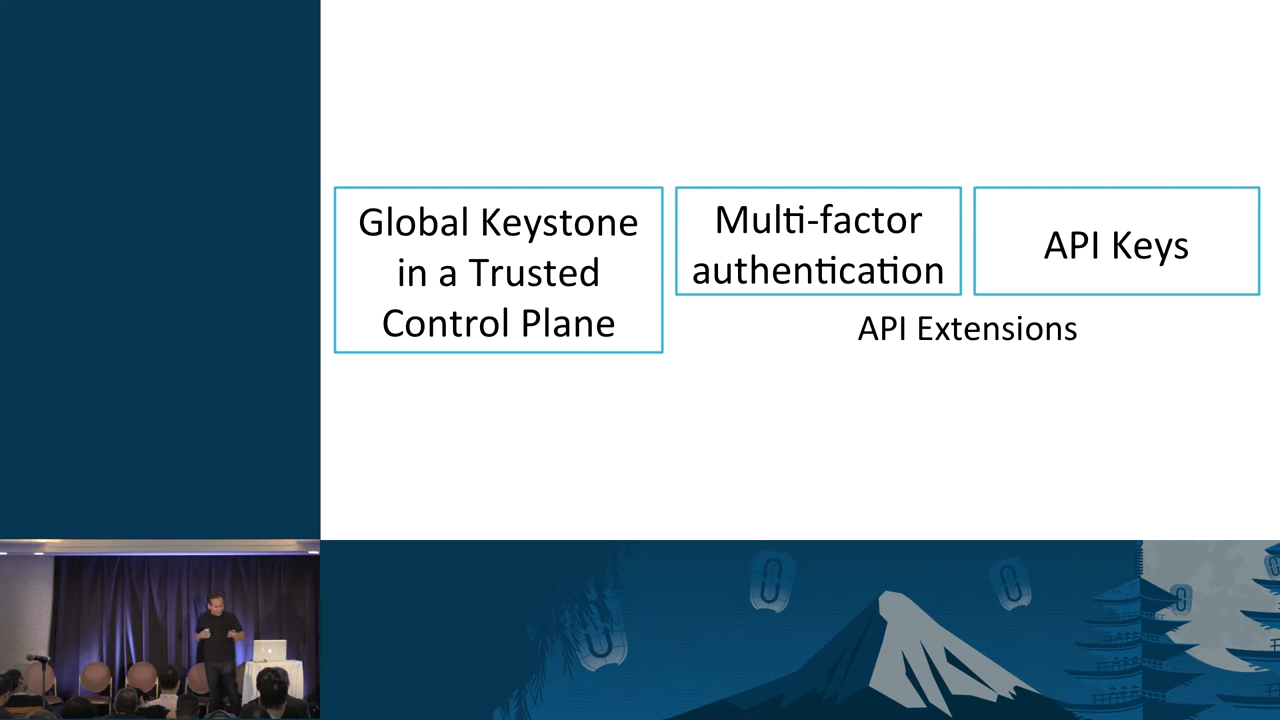 Global Keystone
in a Trusted
Control Plane
Multi-factor
authentication
API Keys
API Extensions